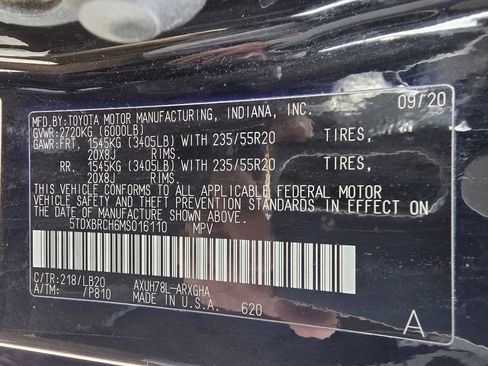 MFD.BY:TOYOTA MOTOR MANUFACTURING, INDIANA, INC. 09/20
GVWR:2720KG (6000LB)
GAWR:FRT. 1545KG (3405LB) WITH 235/55R20 TIRES,
20X8J RIMS.
RR. 1545KG (3405LB) WITH 235/55R20 TIRES,
20X8J RIMS.
THIS VEHICLE CONFORMS TO ALL APPLICABLE FEDERAL MOTOR
VEHICLE SAFETY AND THEFT PREVENTION STANDARDS IN EFFECT ON
THE DATE OF MANUFACTURE SHOWN ABOVE.
5TDXBRCH6MS016110 MPV
C/TR:218/LB20 AXUH78L-ARXGHA
A/TM: /P810 MADE IN U.S.A. 620
A